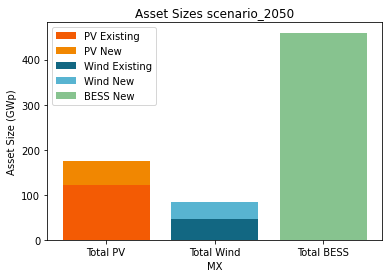 Asset Sizes scenario_2050
PV Existing
PV New
Wind Existing
Wind New
BESS New
Asset Size (GWp)
400
300
200
100
0
Total PV
Total Wind
Total BESS
MX